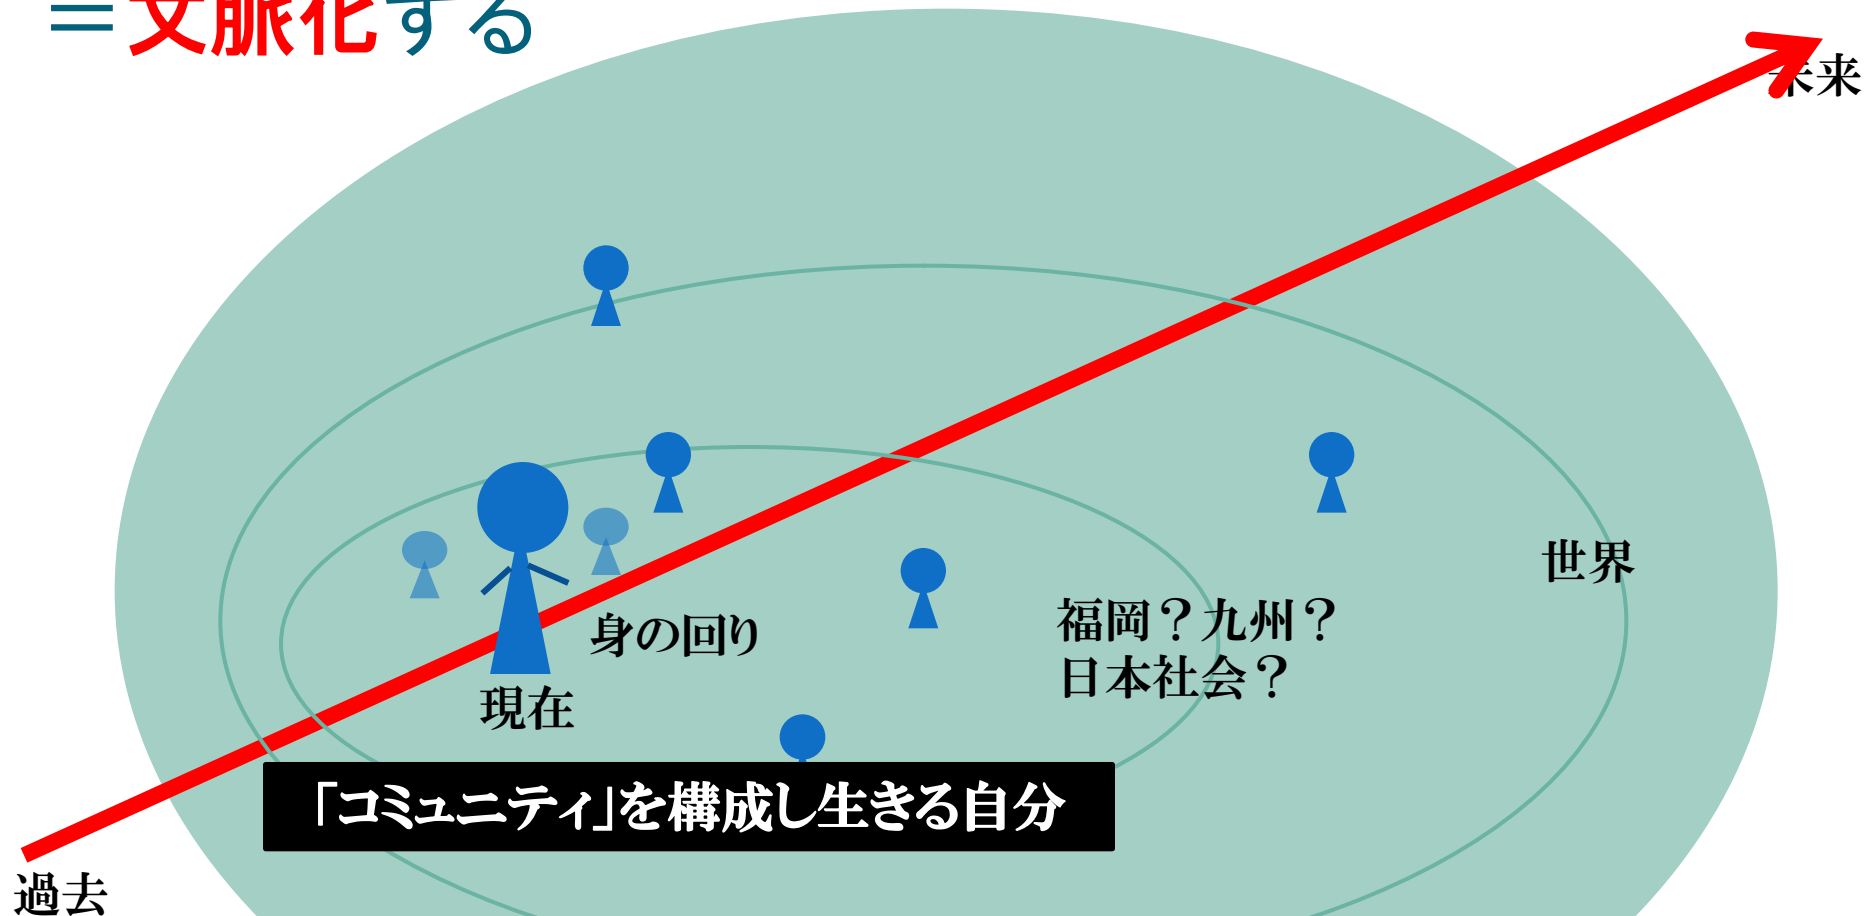 ＝文脈化する
未来
世界
福岡？九州？
日本社会？
身の回り
現在
「コミュニティ」を構成し生きる自分
過去